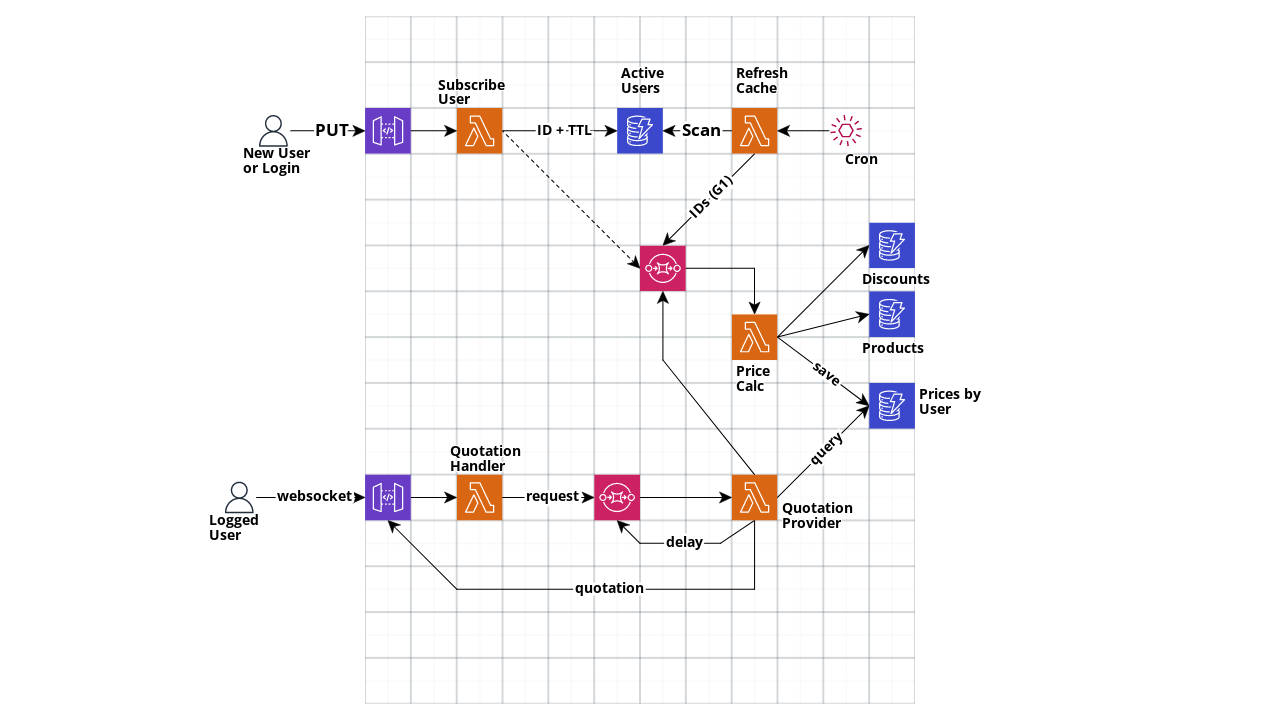 Active
Users
Refresh
Cache
Subscribe
User
PUT
ID + TTL
Scan
New User
or Login
Cron
IDs (G1)
Discounts
Products
Price
Calc
save
Prices by
User
query
Quotation
Handler
websocket
request
Logged
User
Quotation
Provider
delay
quotation